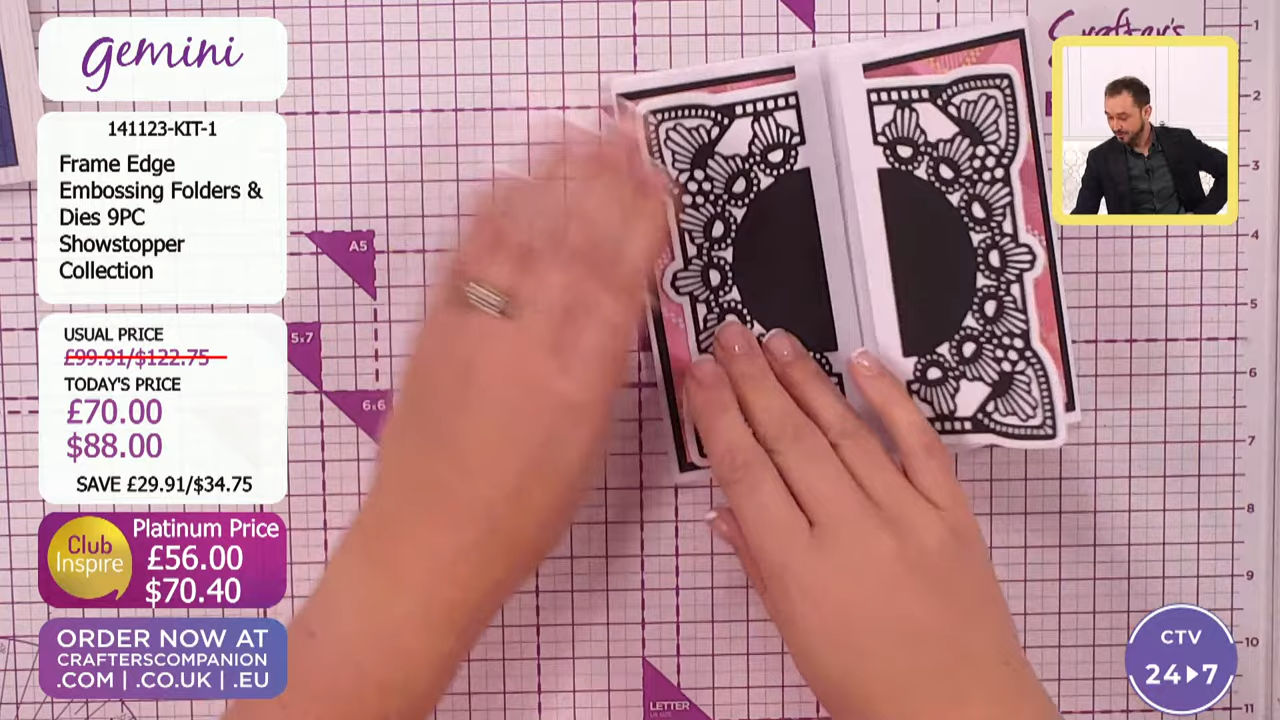 gemini
141123-KIT-1
Frame Edge
Embossing Folders &
Dies 9PC
Showstopper
Collection
USUAL PRICE
£99.91/$122.75
TODAY'S PRICE
£70.00
$88.00
SAVE £29.91/$34.75
Club
Inspire
Platinum Price
£56.00
$70.40
ORDER NOW AT
CRAFTERSCOMPANION
.COM | .CO.UK | .EU
A5
5x7
6x6
LETTER
Crafter's
1
2
3
4
5
6
7
8
9
10
11
CTV
24▶7